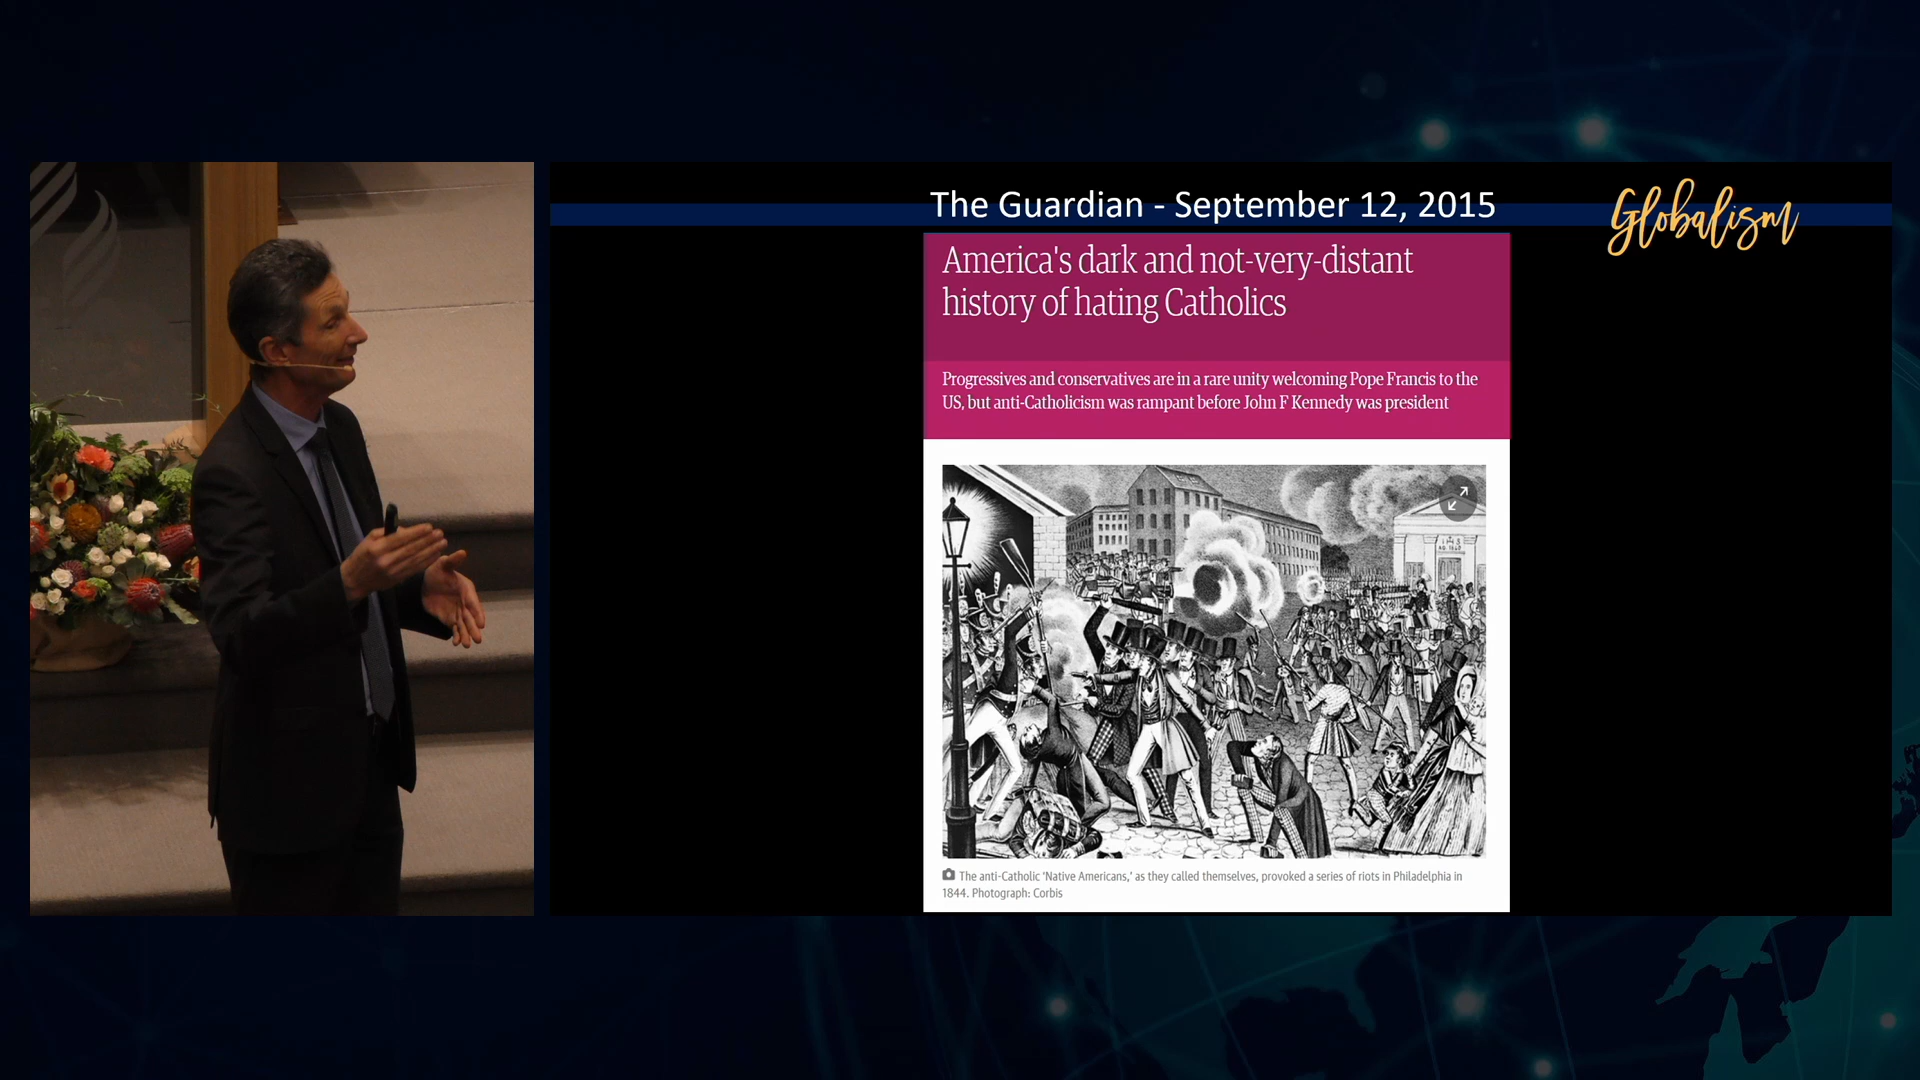 The Guardian - September 12, 2015
Globalism
America's dark and not-very-distant
history of hating Catholics
Progressives and conservatives are in a rare unity welcoming Pope Francis to the
US, but anti-Catholicism was rampant before John F Kennedy was president
The anti-Catholic 'Native Americans,' as they called themselves, provoked a series of riots in Philadelphia in
1844. Photograph: Corbis